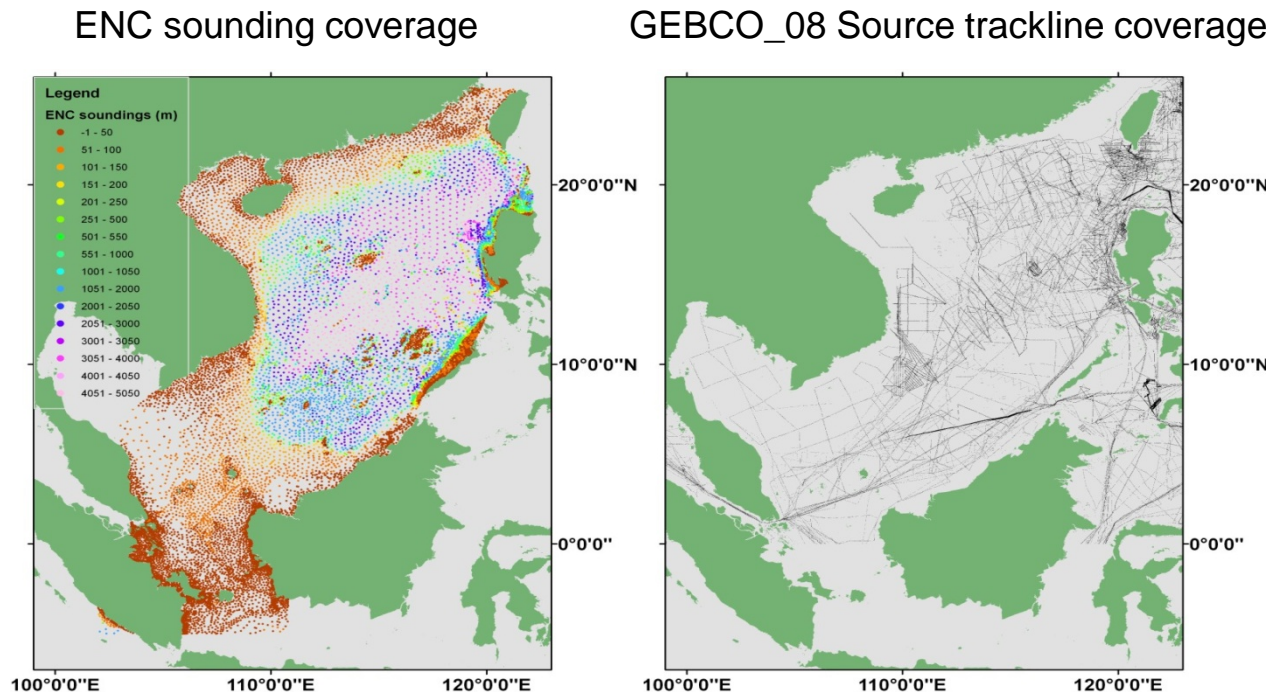 ENC sounding coverage
GEBCO_08 Source trackline coverage
Legend
ENC soundings (m)
-1 - 50
51 - 100
101 - 150
151 - 200
201 - 250
251 - 500
501 - 550
551 - 1000
1001 - 1050
1051 - 2000
2001 - 2050
2051 - 3000
3001 - 3050
3051 - 4000
4001 - 4050
4051 - 5050
20°0'0"N
10°0'0"N
0°0'0"
100°0'0"E
110°0'0"E
120°0'0"E
20°0'0"N
10°0'0"N
0°0'0"
100°0'0"E
110°0'0"E
120°0'0"E